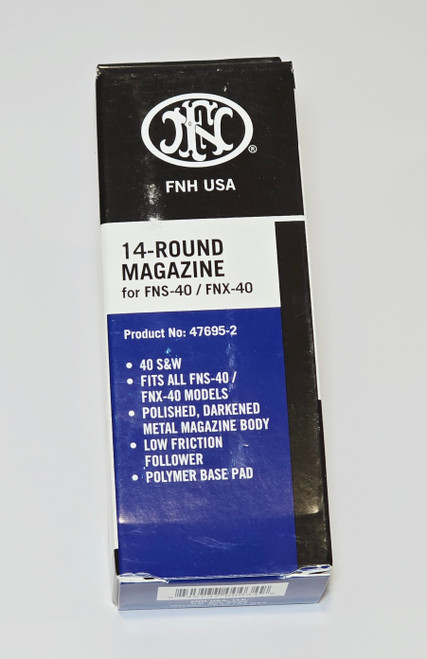 FN
®
FNH USA
14-ROUND
MAGAZINE
for FNS-40 / FNX-40
Product No: 47695-2
• 40 S&W
• FITS ALL FNS-40 /
FNX-40 MODELS
• POLISHED, DARKENED
METAL MAGAZINE BODY
• LOW FRICTION
FOLLOWER
• POLYMER BASE PAD